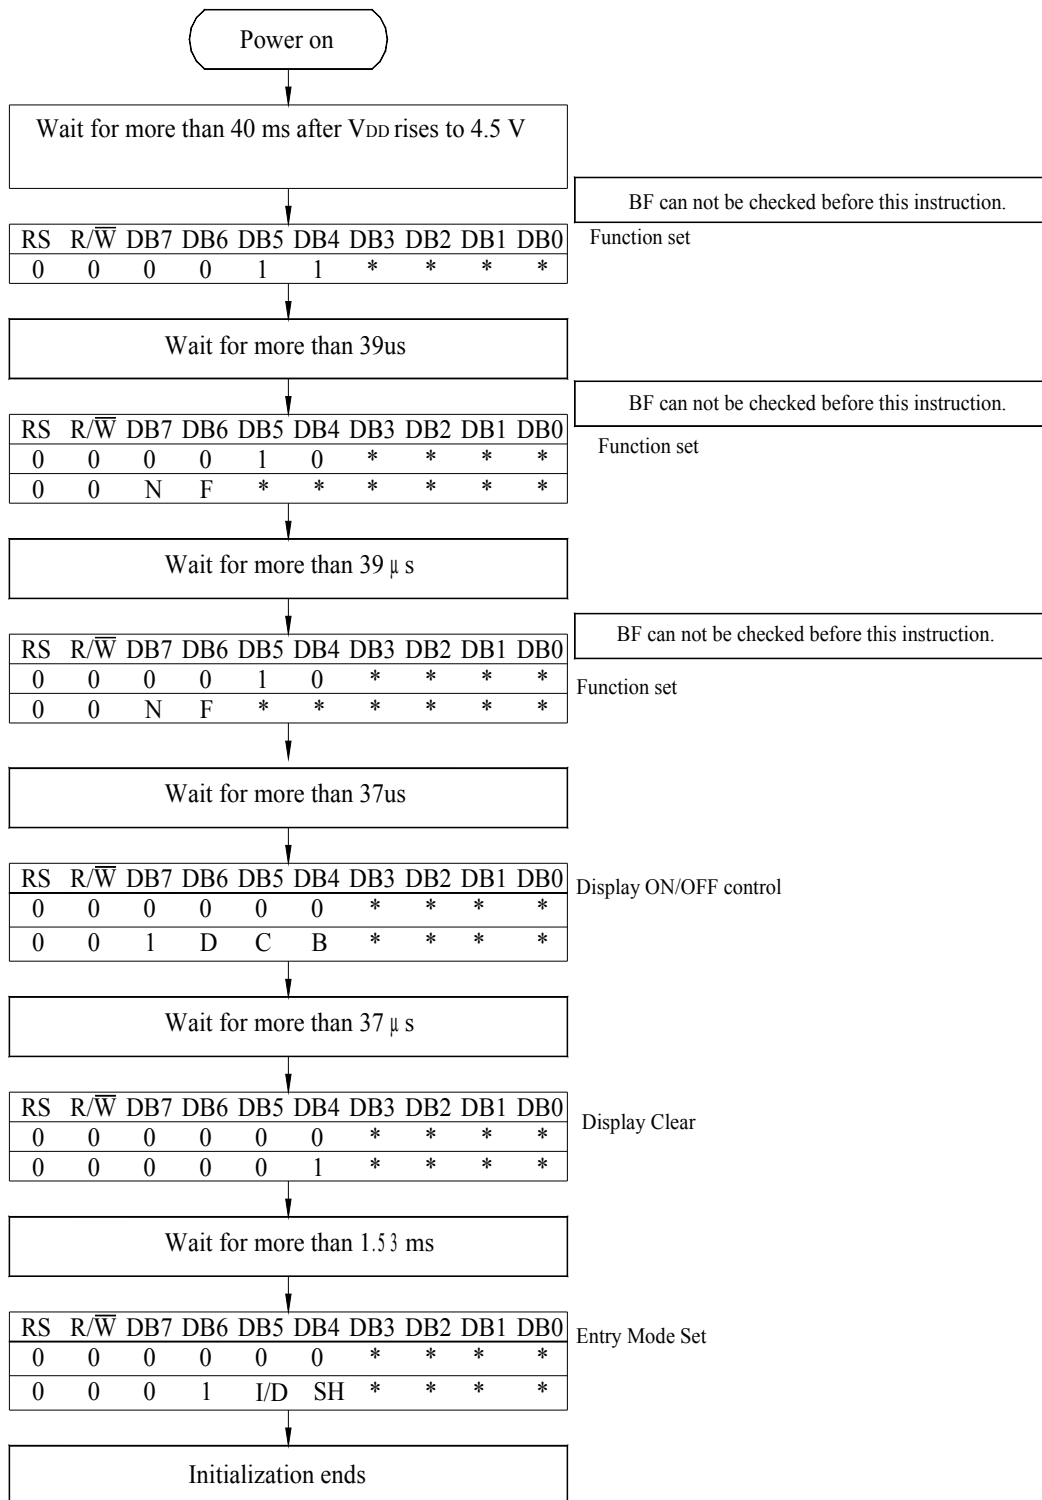 Power on
Wait for more than 40 ms after VDD rises to 4.5 V
BF can not be checked before this instruction.
RS R/W̅ DB7 DB6 DB5 DB4 DB3 DB2 DB1 DB0
Function set
0 0 0 0 1 1 * * * *
Wait for more than 39us
BF can not be checked before this instruction.
RS R/W̅ DB7 DB6 DB5 DB4 DB3 DB2 DB1 DB0
Function set
0 0 0 0 1 0 * * * *
0 0 N F * * * * * *
Wait for more than 39 μ s
BF can not be checked before this instruction.
RS R/W̅ DB7 DB6 DB5 DB4 DB3 DB2 DB1 DB0
0 0 0 0 1 0 * * * *
Function set
0 0 N F * * * * * *
Wait for more than 37us
RS R/W̅ DB7 DB6 DB5 DB4 DB3 DB2 DB1 DB0
Display ON/OFF control
0 0 0 0 0 0 * * * *
0 0 1 D C B * * * *
Wait for more than 37 μ s
RS R/W̅ DB7 DB6 DB5 DB4 DB3 DB2 DB1 DB0
Display Clear
0 0 0 0 0 0 * * * *
0 0 0 0 0 1 * * * *
Wait for more than 1.53 ms
RS R/W̅ DB7 DB6 DB5 DB4 DB3 DB2 DB1 DB0
Entry Mode Set
0 0 0 0 0 0 * * * *
0 0 0 1 I/D SH * * * *
Initialization ends